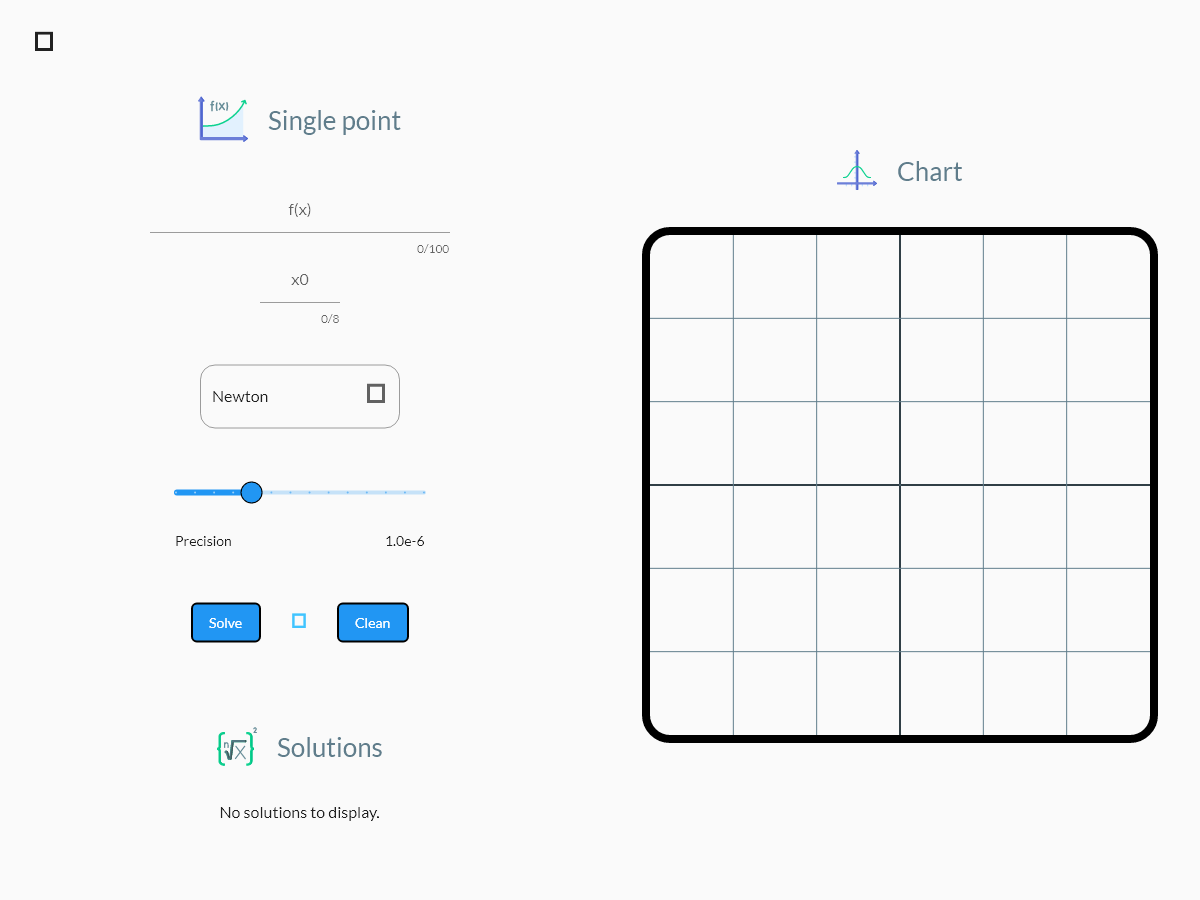 f(x)
Single point
f(x)
0/100
x0
0/8
Newton
Precision
1.0e-6
Solve
Clean
{n√x}²
Solutions
No solutions to display.
Chart